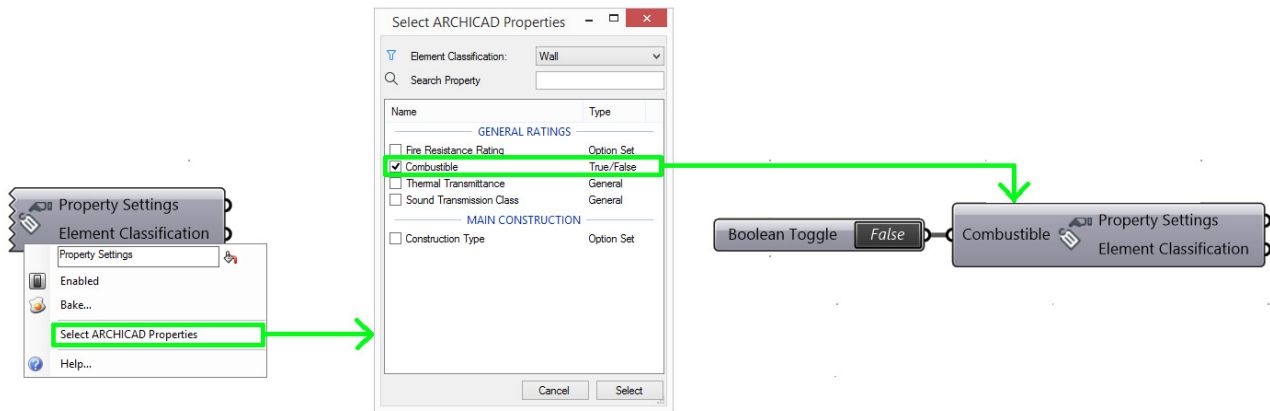 Property Settings
Element Classification
Property Settings
Enabled
Bake...
Select ARCHICAD Properties
Help...
Select ARCHICAD Properties
Element Classification:
Wall
Search Property
Name
Type
GENERAL RATINGS
Fire Resistance Rating
Option Set
Combustible
True/False
Thermal Transmittance
General
Sound Transmission Class
General
MAIN CONSTRUCTION
Construction Type
Option Set
Cancel
Select
Boolean Toggle
False
Combustible
Property Settings
Element Classification